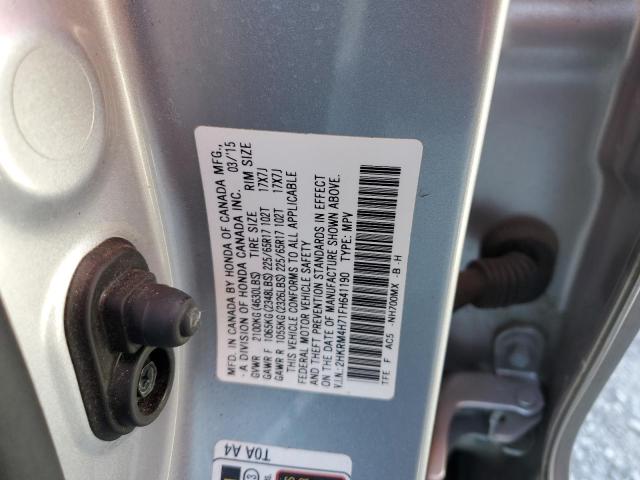 MFD. IN CANADA BY HONDA OF CANADA MFG.,
A DIVISION OF HONDA CANADA INC. 03/15
GVWR 2100KG(4630LBS) TIRE SIZE RIM SIZE
GAWR F 1065KG(2348LBS) 225/65R17 102T 17X7J
GAWR R 1055KG(2326LBS) 225/65R17 102T 17X7J
THIS VEHICLE CONFORMS TO ALL APPLICABLE
FEDERAL MOTOR VEHICLE SAFETY
AND THEFT PREVENTION STANDARDS IN EFFECT
ON THE DATE OF MANUFACTURE SHOWN ABOVE.
V.I.N.:2HKRM4H71FH641190 TYPE: MPV
TFE F AC5 NH700MX -B -H
T0A A4